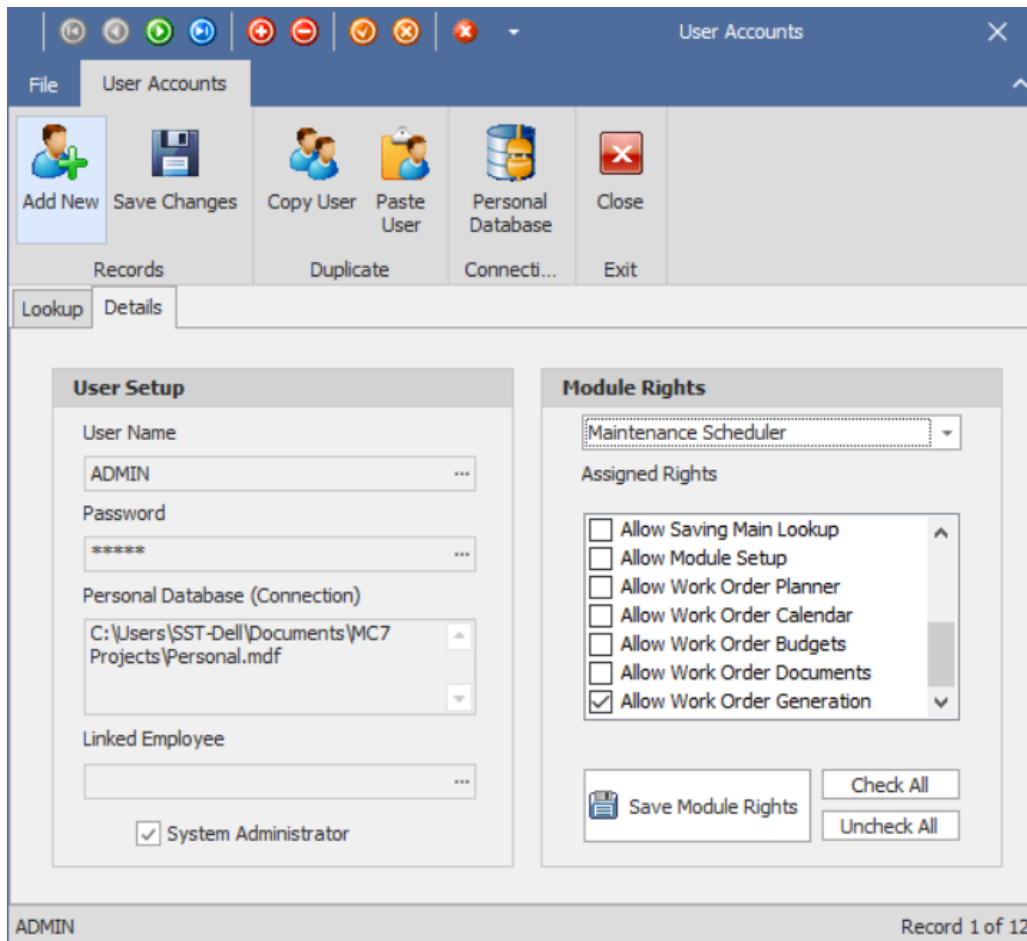 User Accounts
File
User Accounts
Add New
Save Changes
Copy User
Paste
User
Personal
Database
Close
Records
Duplicate
Connecti...
Exit
Lookup
Details
User Setup
User Name
ADMIN
...
Password
*****
...
Personal Database (Connection)
C:\Users\SST-Dell\Documents\MC7
Projects\Personal.mdf
Linked Employee
...
System Administrator
Module Rights
Maintenance Scheduler
Assigned Rights
Allow Saving Main Lookup
Allow Module Setup
Allow Work Order Planner
Allow Work Order Calendar
Allow Work Order Budgets
Allow Work Order Documents
Allow Work Order Generation
Save Module Rights
Check All
Uncheck All
ADMIN
Record 1 of 12